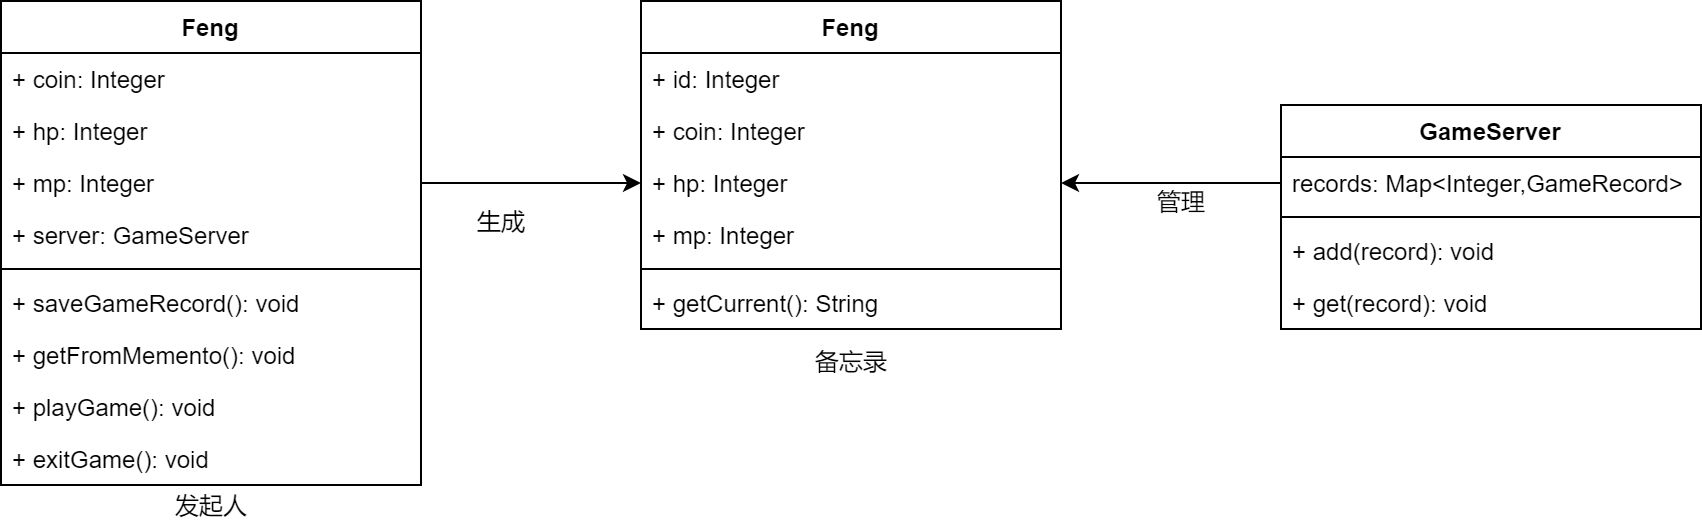 Feng
+ coin: Integer
+ hp: Integer
+ mp: Integer
+ server: GameServer
+ saveGameRecord(): void
+ getFromMemento(): void
+ playGame(): void
+ exitGame(): void
发起人
生成
Feng
+ id: Integer
+ coin: Integer
+ hp: Integer
+ mp: Integer
+ getCurrent(): String
备忘录
管理
GameServer
records: Map<Integer,GameRecord>
+ add(record): void
+ get(record): void